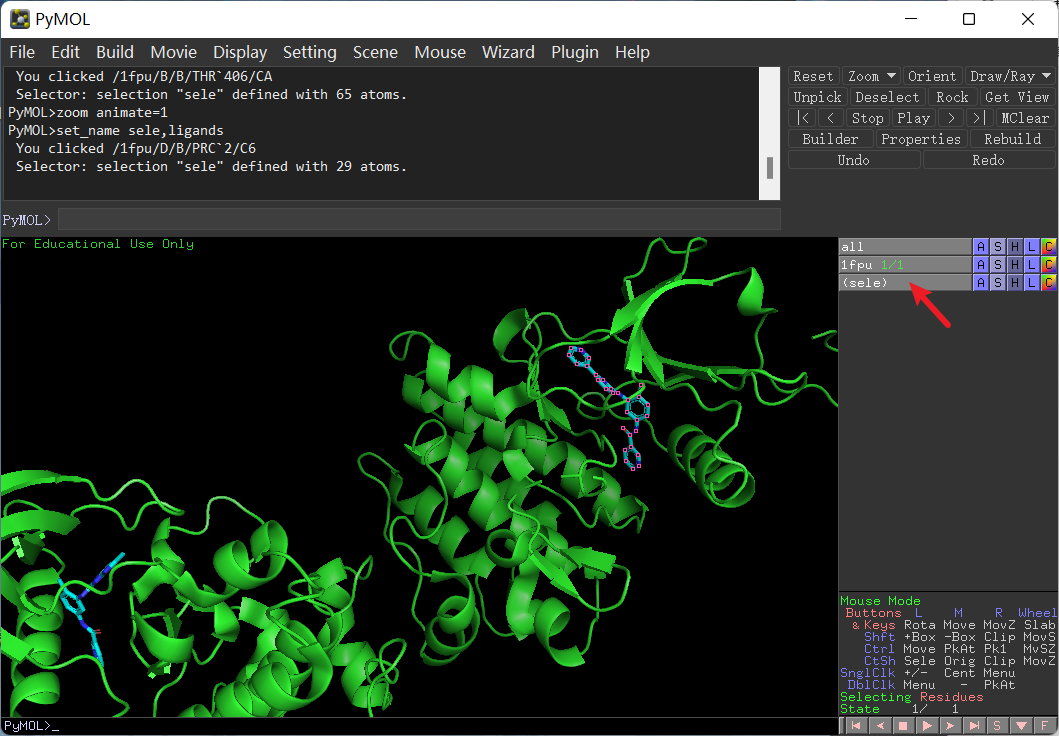 PyMOL
File Edit Build Movie Display Setting Scene Mouse Wizard Plugin Help
You clicked /1fpu/B/B/THR`406/CA
Selector: selection "sele" defined with 65 atoms.
PyMOL>zoom animate=1
PyMOL>set_name sele,ligands
You clicked /1fpu/D/B/PRC`2/C6
Selector: selection "sele" defined with 29 atoms.
PyMOL>
Reset Zoom Orient Draw/Ray
Unpick Deselect Rock Get View
|< < Stop Play > >| MClear
Builder Properties Rebuild
Undo Redo
For Educational Use Only
all A S H L C
1fpu 1/1 A S H L C
(sele) A S H L C
Mouse Mode
Buttons L M R Wheel
& Keys Rota Move MovZ Slab
Shft +Box -Box Clip MovS
Ctrl Move PkAt Pk1 MvSZ
CtSh Sele Orig Clip MovZ
SnglClk +/- Cent Menu
DblClk Menu - PkAt
Selecting Residues
State 1/ 1
PyMOL>_
S F